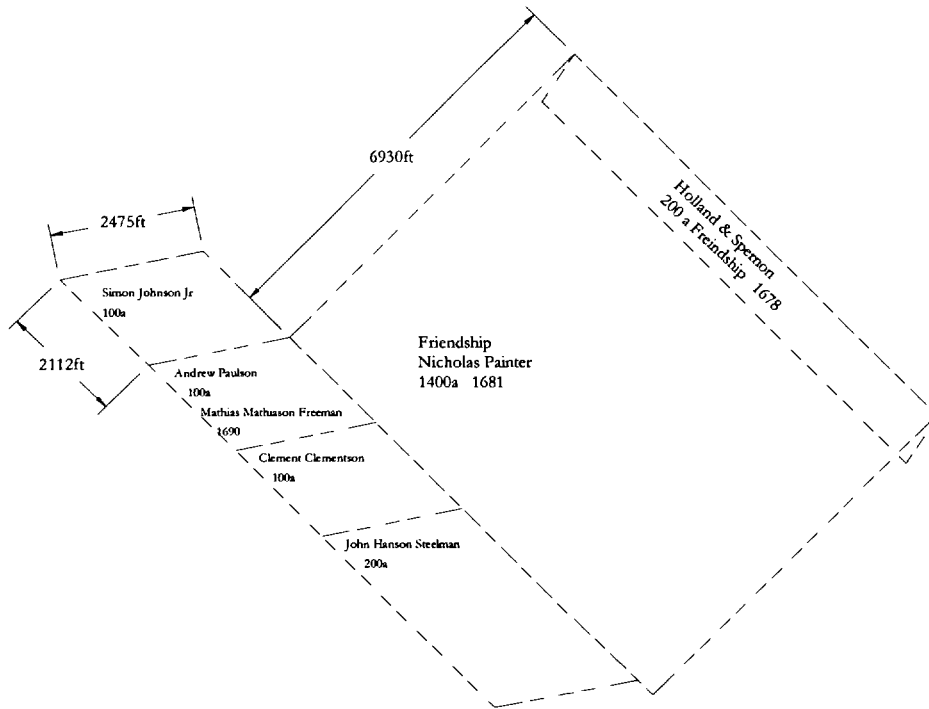 6930ft
2475ft
2112ft
Simon Johnson Jr
100a
Andrew Paulson
100a
Mathias Mathiason Freeman
1690
Clement Clementson
100a
John Hanson Steelman
200a
Friendship
Nicholas Painter
1400a 1681
Holland & Spernon
200 a Freindship 1678